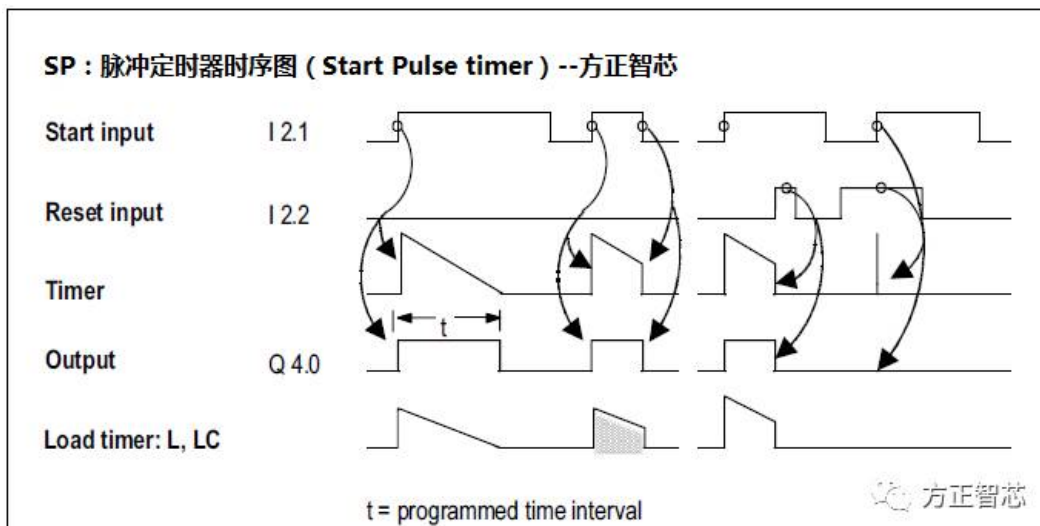 SP：脉冲定时器时序图（Start Pulse timer）--方正智芯
Start input I 2.1
Reset input I 2.2
Timer
t
Output Q 4.0
Load timer: L, LC
t = programmed time interval
方正智芯